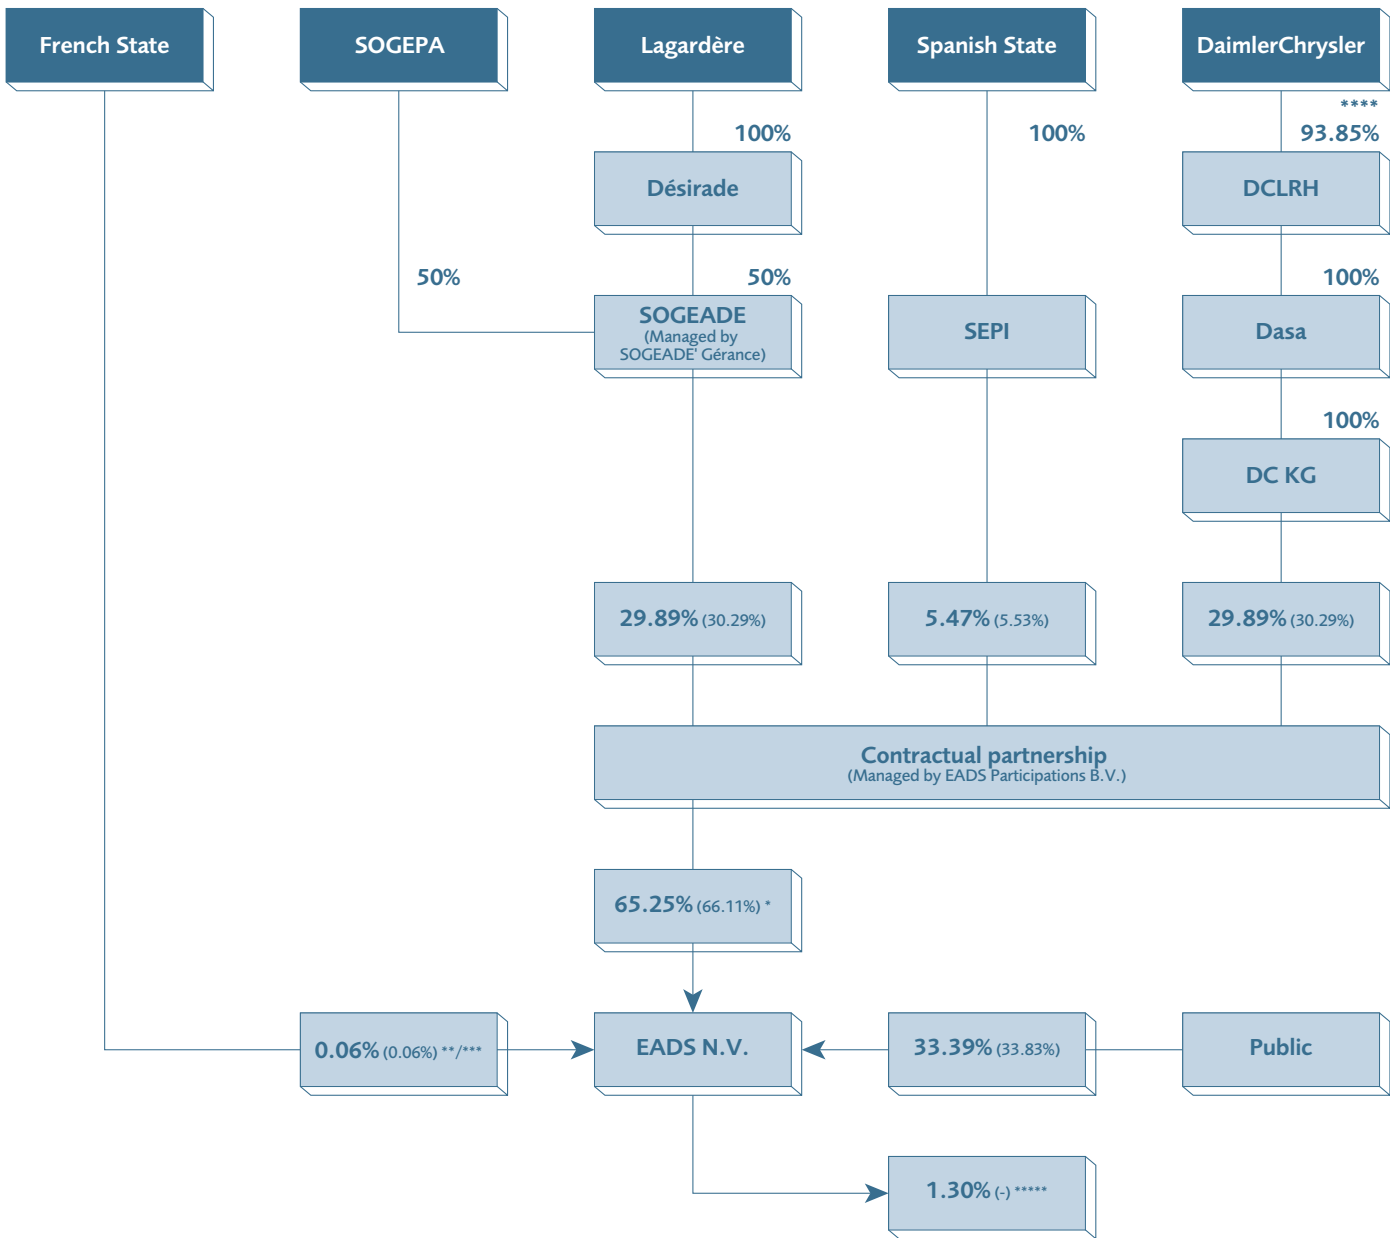 French State
SOGEPA
Lagardère
Spanish State
DaimlerChrysler
****
100%
100%
93.85%
Désirade
DCLRH
50%
50%
100%
SOGEADE
(Managed by
SOGEADE' Gérance)
SEPI
Dasa
100%
DC KG
29.89% (30.29%)
5.47% (5.53%)
29.89% (30.29%)
Contractual partnership
(Managed by EADS Participations B.V.)
65.25% (66.11%) *
0.06% (0.06%) **/***
EADS N.V.
33.39% (33.83%)
Public
1.30% (-) *****